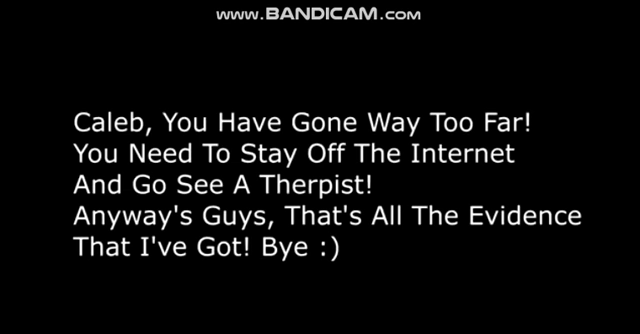 www.BANDICAM.com
Caleb, You Have Gone Way Too Far!
You Need To Stay Off The Internet
And Go See A Therpist!
Anyway's Guys, That's All The Evidence
That I've Got! Bye :)